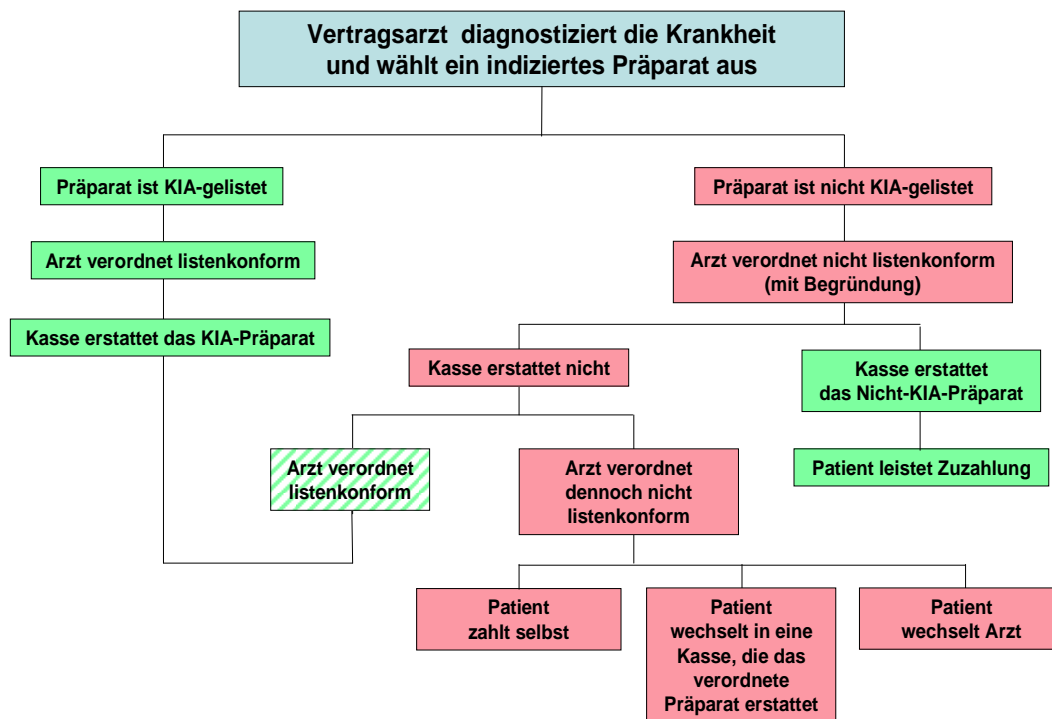 Vertragsarzt diagnostiziert die Krankheit
und wählt ein indiziertes Präparat aus
Präparat ist KIA-gelistet
Präparat ist nicht KIA-gelistet
Arzt verordnet listenkonform
Arzt verordnet nicht listenkonform
(mit Begründung)
Kasse erstattet das KIA-Präparat
Kasse erstattet nicht
Kasse erstattet
das Nicht-KIA-Präparat
Arzt verordnet
listenkonform
Arzt verordnet
dennoch nicht
listenkonform
Patient leistet Zuzahlung
Patient
zahlt selbst
Patient
wechselt in eine
Kasse, die das
verordnete
Präparat erstattet
Patient
wechselt Arzt